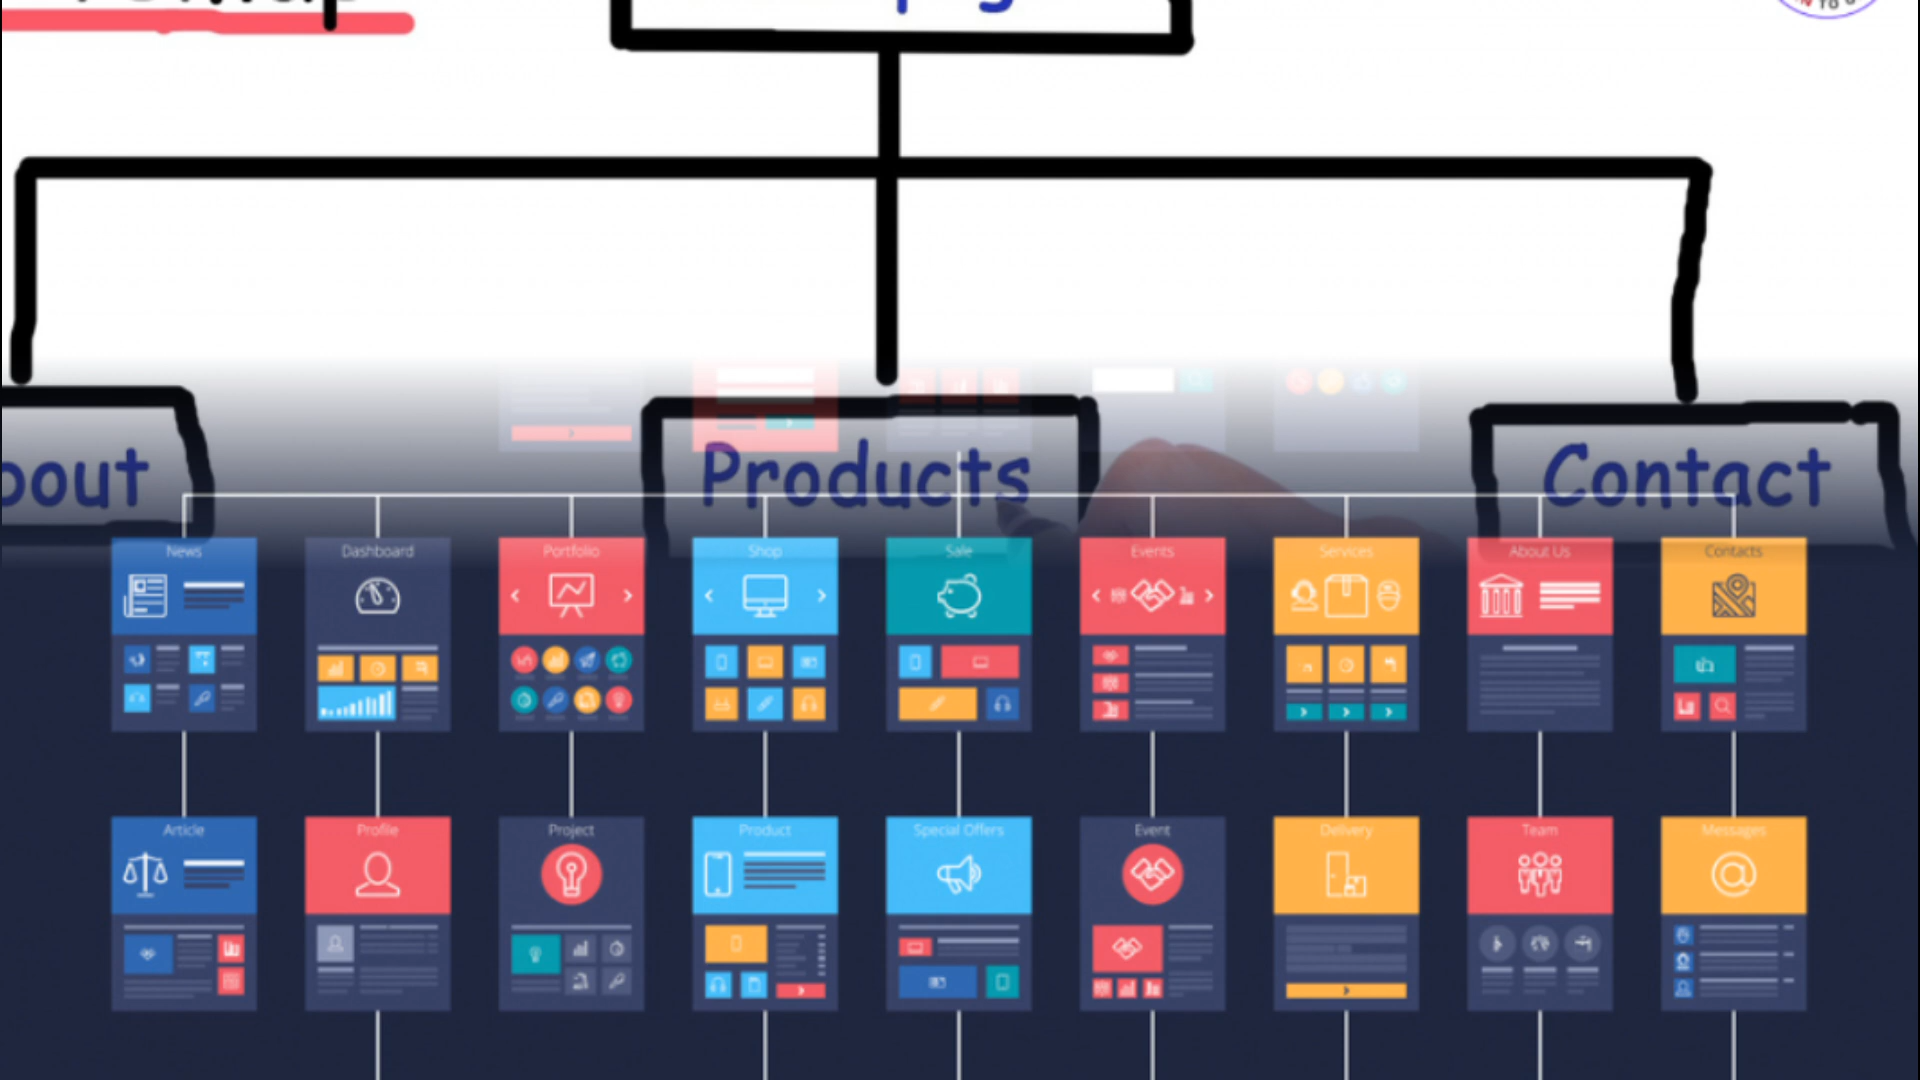 Products
Contact
News
Dashboard
Portfolio
Shop
Sale
Events
Services
About Us
Contacts
Article
Profile
Project
Product
Special Offers
Event
Delivery
Team
Messages